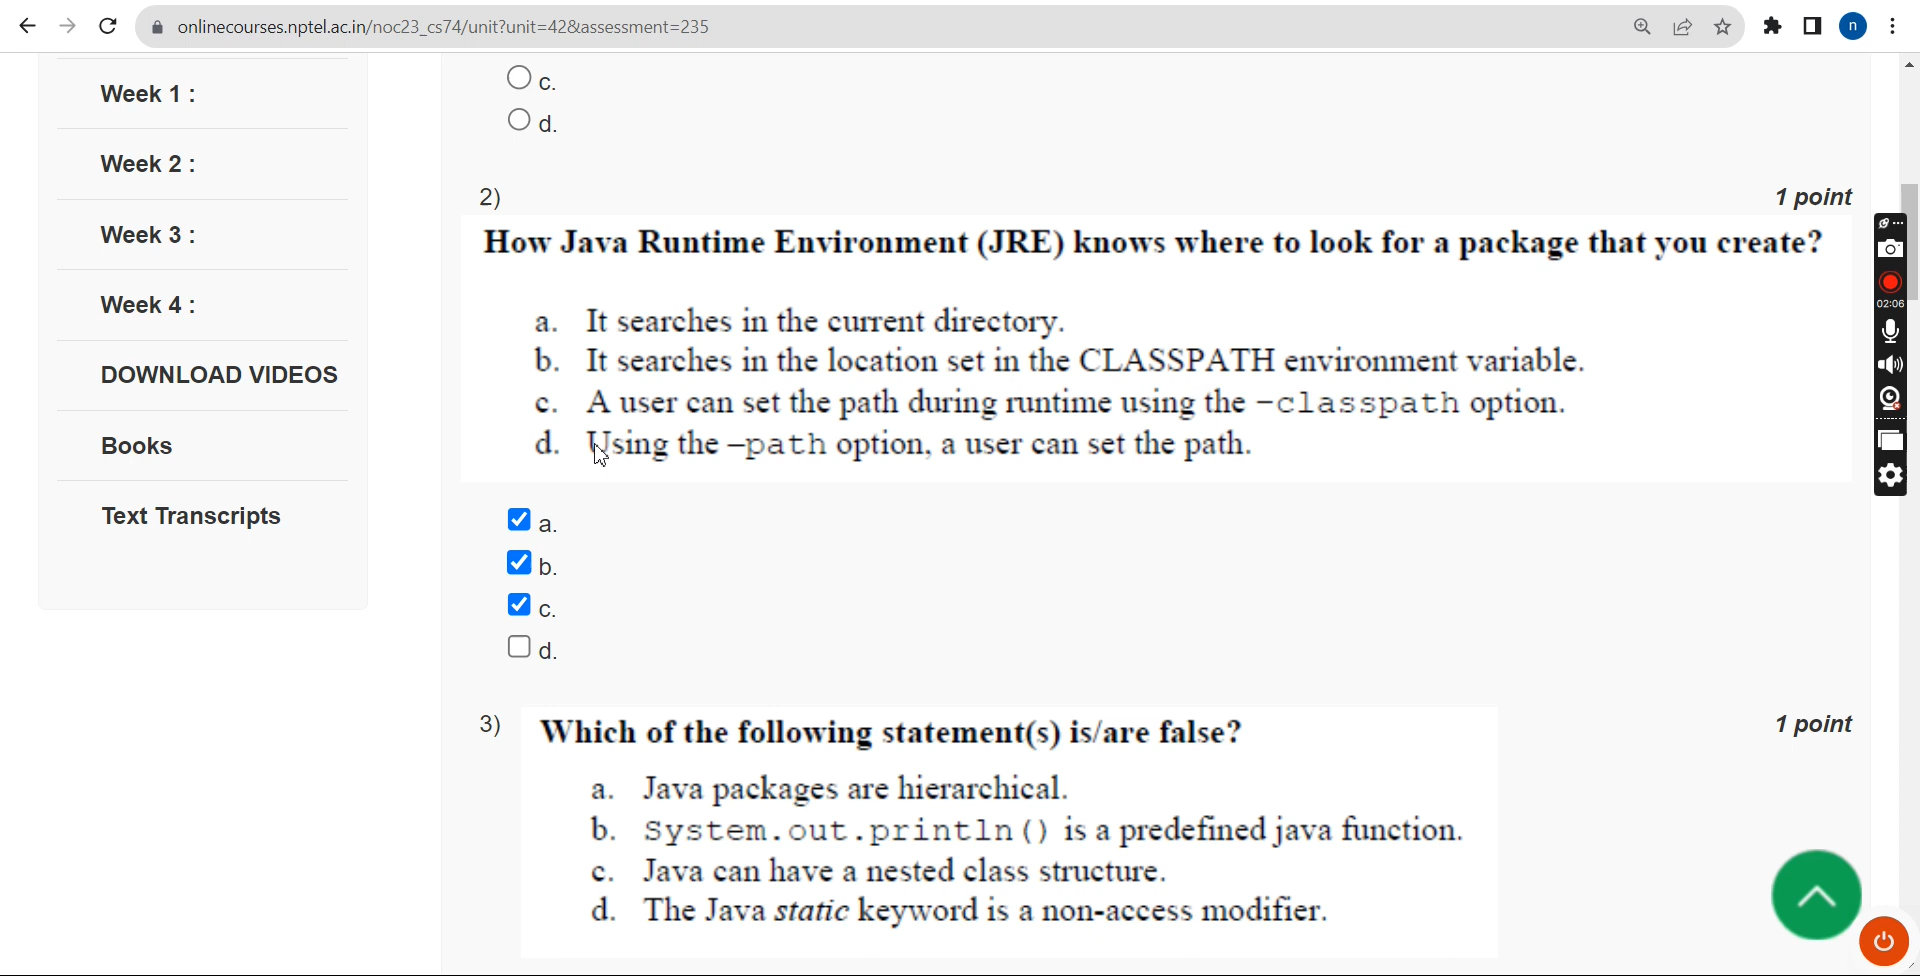 onlinecourses.nptel.ac.in/noc23_cs74/unit?unit=42&assessment=235
n
Week 1 :
Week 2 :
Week 3 :
Week 4 :
DOWNLOAD VIDEOS
Books
Text Transcripts
c.
d.
2)
1 point
How Java Runtime Environment (JRE) knows where to look for a package that you create?
a. It searches in the current directory.
b. It searches in the location set in the CLASSPATH environment variable.
c. A user can set the path during runtime using the -classpath option.
d. Using the –path option, a user can set the path.
a.
b.
c.
d.
3)
1 point
Which of the following statement(s) is/are false?
a. Java packages are hierarchical.
b. System.out.println() is a predefined java function.
c. Java can have a nested class structure.
d. The Java static keyword is a non-access modifier.
02:06